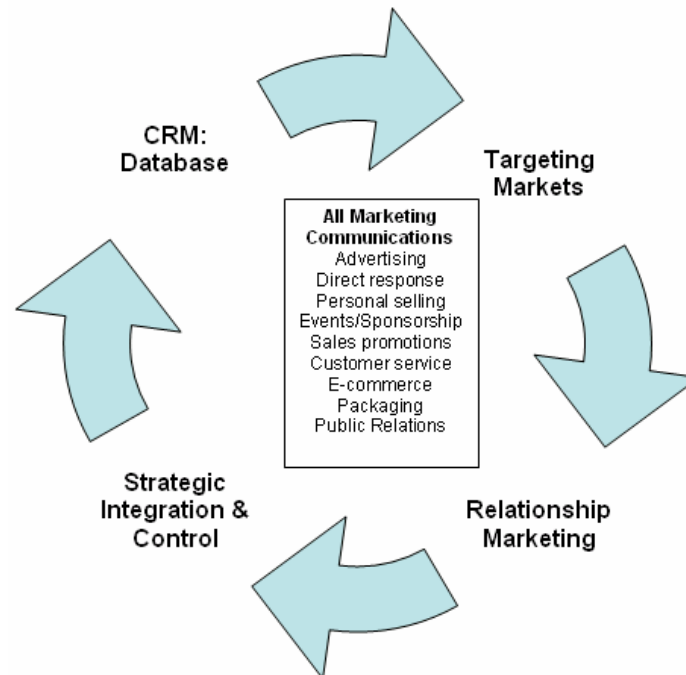 CRM:
Database
Targeting
Markets
All Marketing
Communications
Advertising
Direct response
Personal selling
Events/Sponsorship
Sales promotions
Customer service
E-commerce
Packaging
Public Relations
Strategic
Integration &
Control
Relationship
Marketing